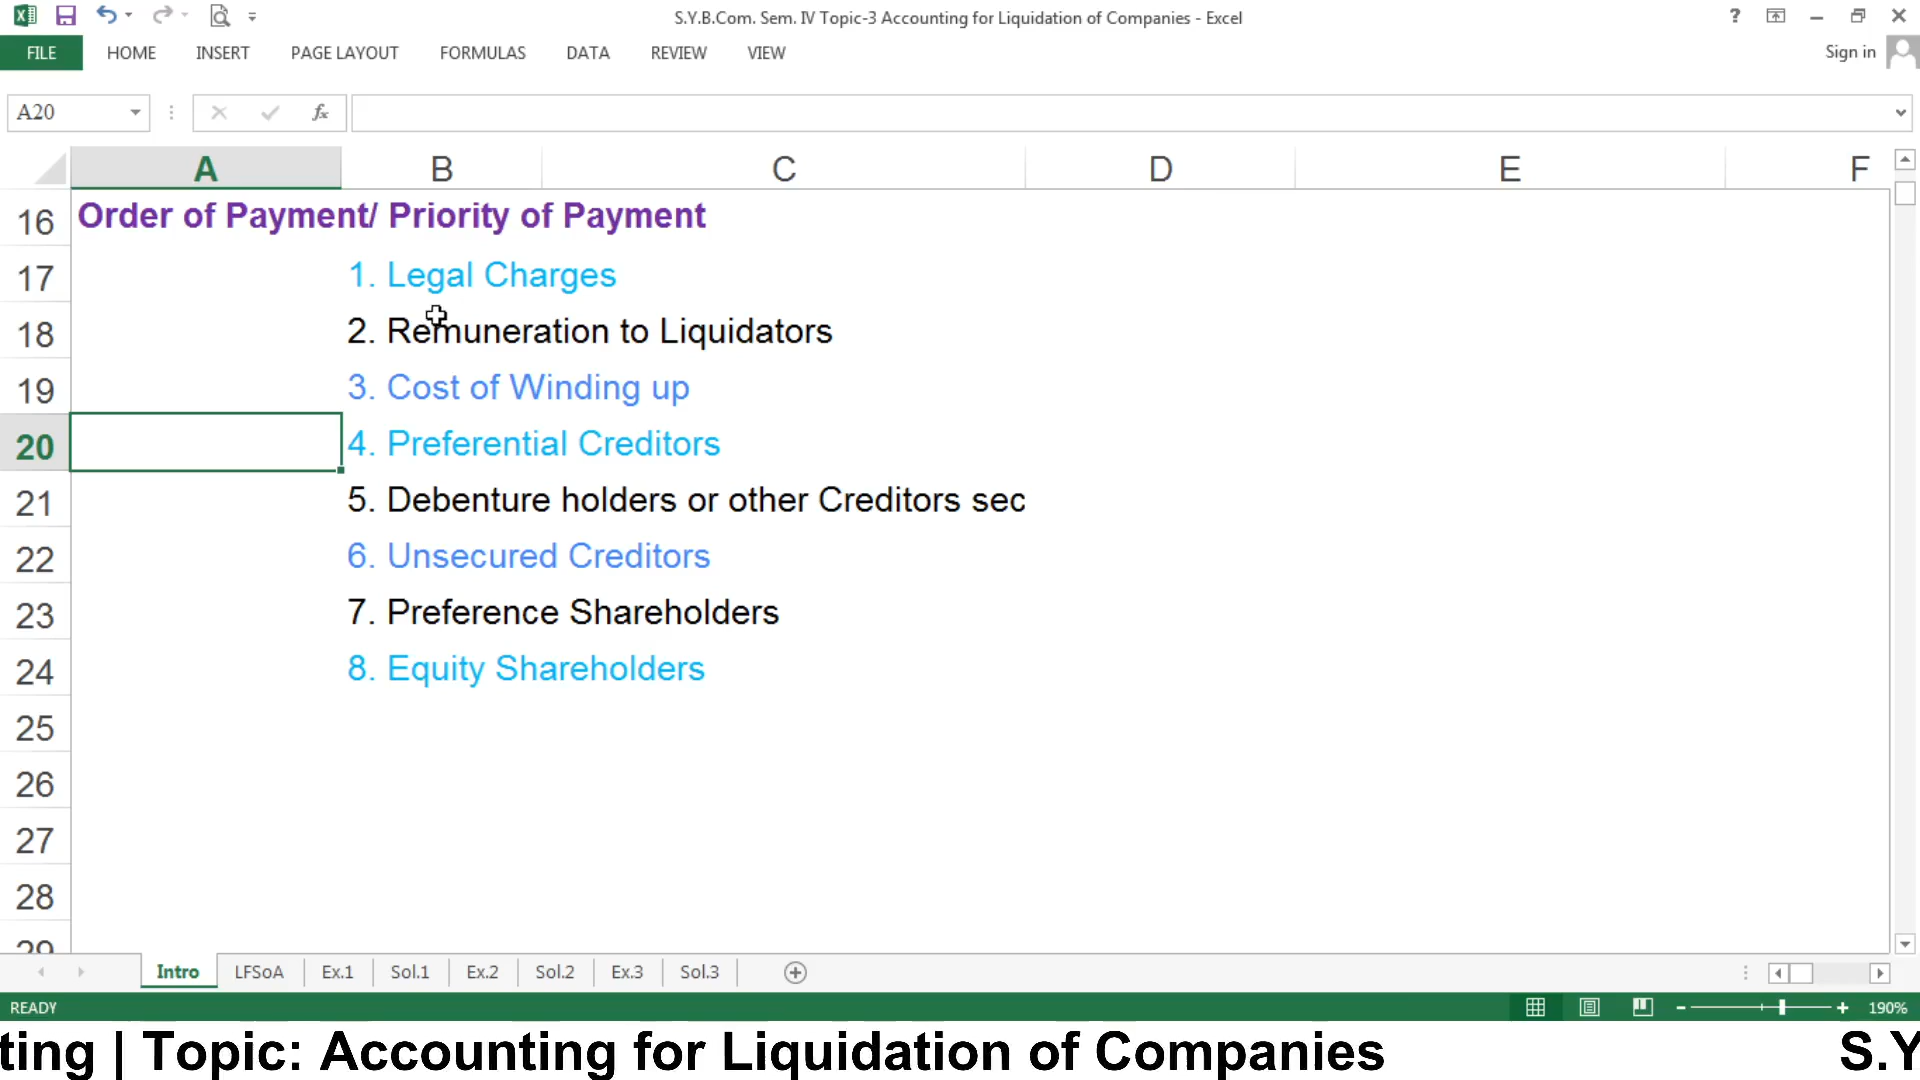 S.Y.B.Com. Sem. IV Topic-3 Accounting for Liquidation of Companies - Excel
FILE HOME INSERT PAGE LAYOUT FORMULAS DATA REVIEW VIEW Sign in
A20 fx
A B C D E F
16 Order of Payment/ Priority of Payment
17 1. Legal Charges
18 2. Remuneration to Liquidators
19 3. Cost of Winding up
20 4. Preferential Creditors
21 5. Debenture holders or other Creditors sec
22 6. Unsecured Creditors
23 7. Preference Shareholders
24 8. Equity Shareholders
25
26
27
28
29
Intro LFSoA Ex.1 Sol.1 Ex.2 Sol.2 Ex.3 Sol.3
READY 190%
ting | Topic: Accounting for Liquidation of Companies S.Y